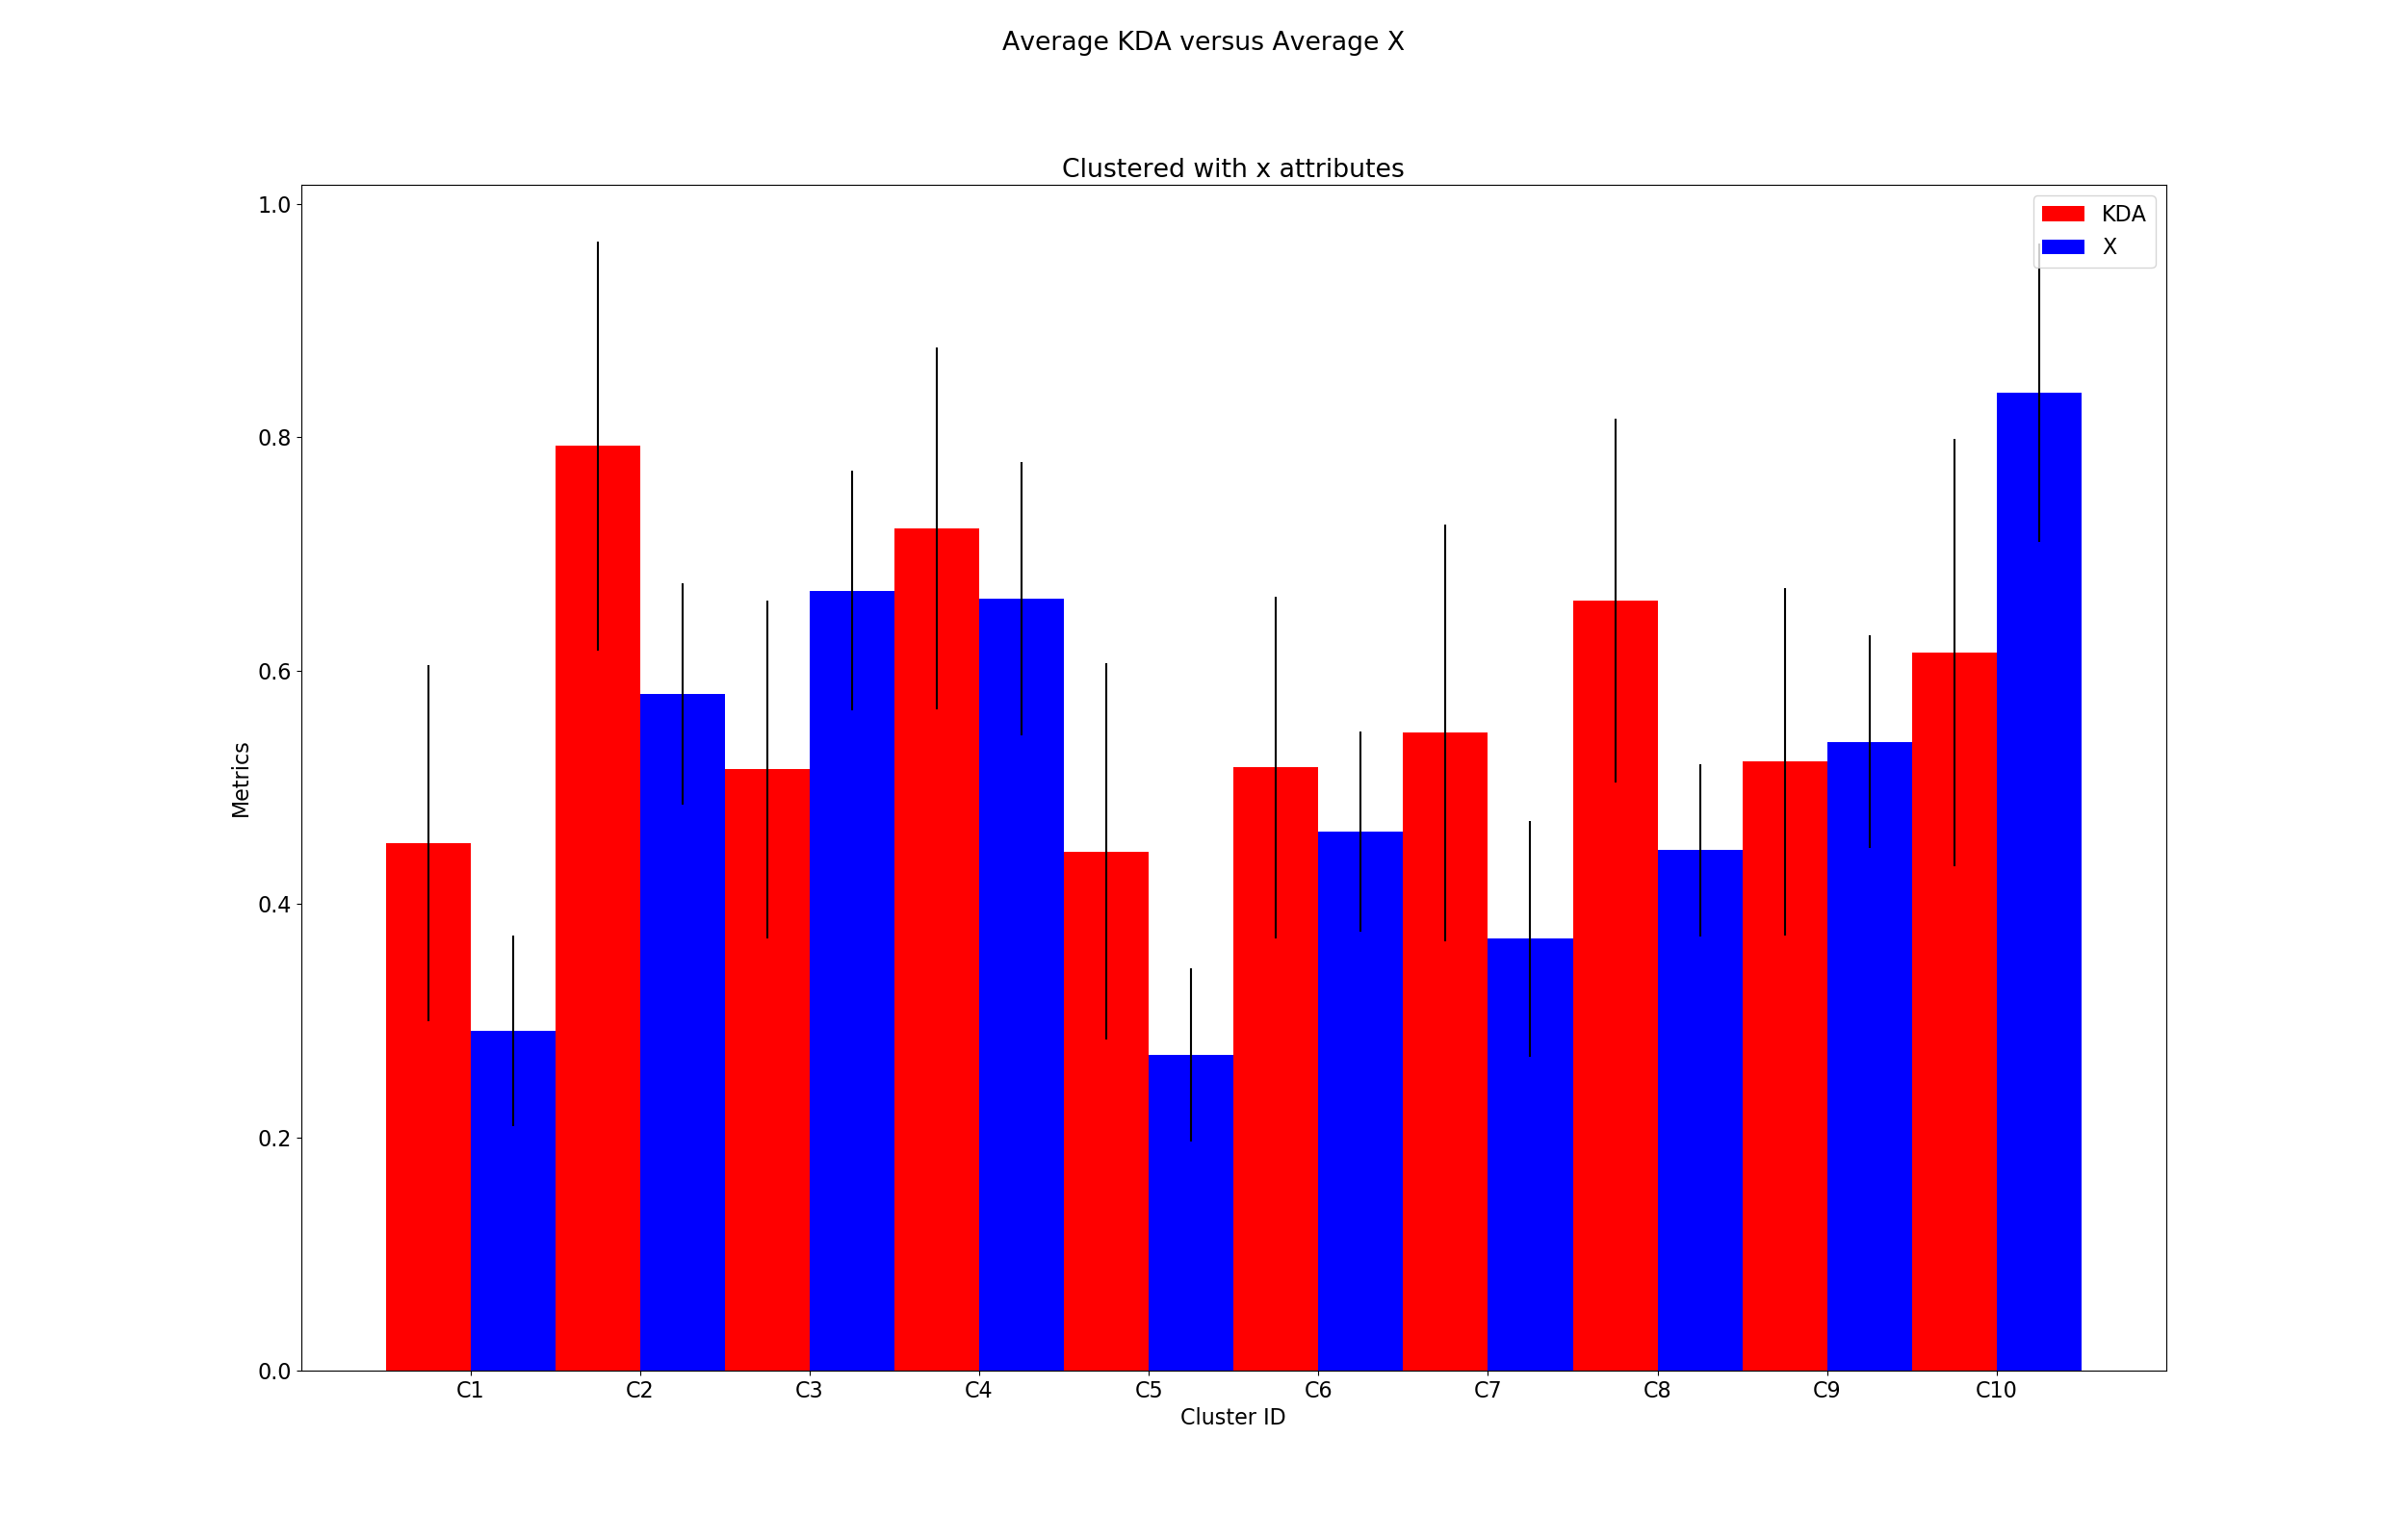 Average KDA versus Average X
Clustered with x attributes
KDA
X
1.0
0.8
0.6
0.4
0.2
0.0
Metrics
C1 C2 C3 C4 C5 C6 C7 C8 C9 C10
Cluster ID